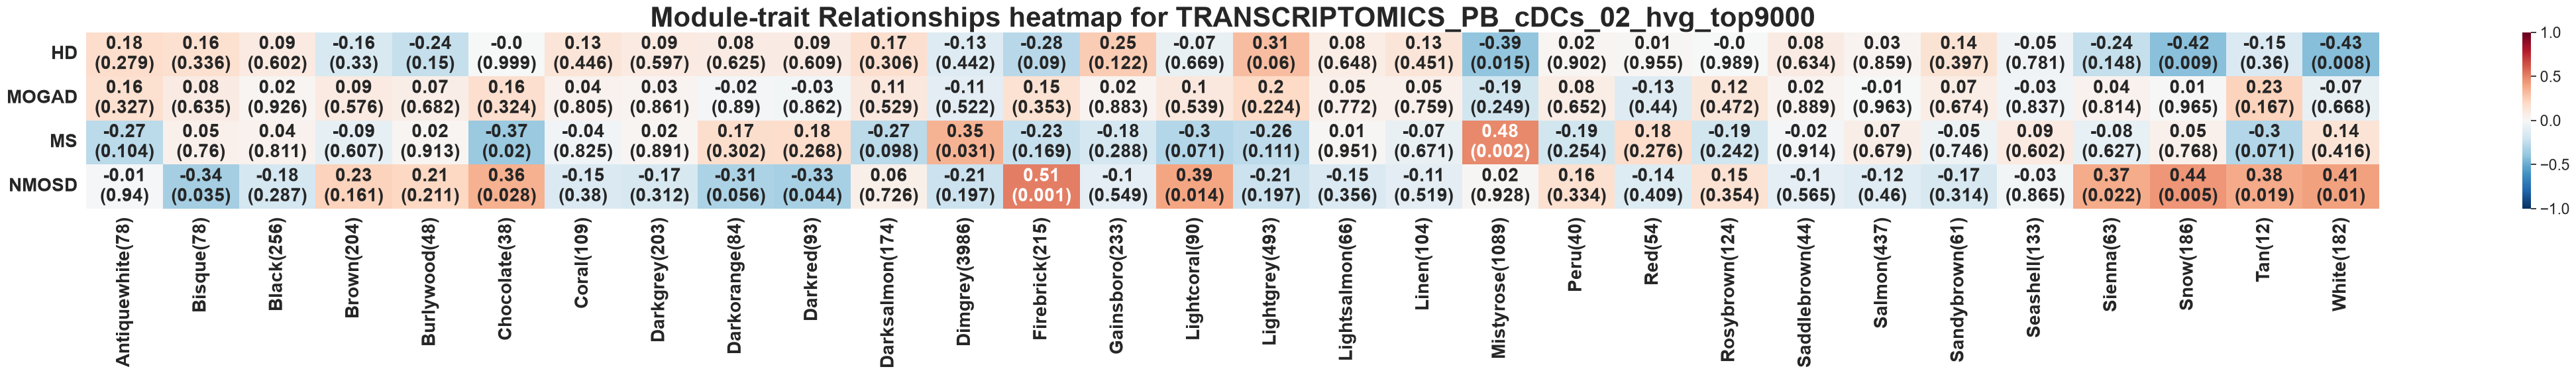 Module-trait Relationships heatmap for TRANSCRIPTOMICS_PB_cDCs_02_hvg_top9000
HD
0.18 0.16 0.09 -0.16 -0.24 -0.0 0.13 0.09 0.08 0.09 0.17 -0.13 -0.28 0.25 -0.07 0.31 0.08 0.13 -0.39 0.02 0.01 -0.0 0.08 0.03 0.14 -0.05 -0.24 -0.42 -0.15 -0.43
(0.279) (0.336) (0.602) (0.33) (0.15) (0.999) (0.446) (0.597) (0.625) (0.609) (0.306) (0.442) (0.09) (0.122) (0.669) (0.06) (0.648) (0.451) (0.015) (0.902) (0.955) (0.989) (0.634) (0.859) (0.397) (0.781) (0.148) (0.009) (0.36) (0.008)
MOGAD
0.16 0.08 0.02 0.09 0.07 0.16 0.04 0.03 -0.02 -0.03 0.11 -0.11 0.15 0.02 0.1 0.2 0.05 0.05 -0.19 0.08 -0.13 0.12 0.02 -0.01 0.07 -0.03 0.04 0.01 0.23 -0.07
(0.327) (0.635) (0.926) (0.576) (0.682) (0.324) (0.805) (0.861) (0.89) (0.862) (0.529) (0.522) (0.353) (0.883) (0.539) (0.224) (0.772) (0.759) (0.249) (0.652) (0.44) (0.472) (0.889) (0.963) (0.674) (0.837) (0.814) (0.965) (0.167) (0.668)
MS
-0.27 0.05 0.04 -0.09 0.02 -0.37 -0.04 0.02 0.17 0.18 -0.27 0.35 -0.23 -0.18 -0.3 -0.26 0.01 -0.07 0.48 -0.19 0.18 -0.19 -0.02 0.07 -0.05 0.09 -0.08 0.05 -0.3 0.14
(0.104) (0.76) (0.811) (0.607) (0.913) (0.02) (0.825) (0.891) (0.302) (0.268) (0.098) (0.031) (0.169) (0.288) (0.071) (0.111) (0.951) (0.671) (0.002) (0.254) (0.276) (0.242) (0.914) (0.679) (0.746) (0.602) (0.627) (0.768) (0.071) (0.416)
NMOSD
-0.01 -0.34 -0.18 0.23 0.21 0.36 -0.15 -0.17 -0.31 -0.33 0.06 -0.21 0.51 -0.1 0.39 -0.21 -0.15 -0.11 0.02 0.16 -0.14 0.15 -0.1 -0.12 -0.17 -0.03 0.37 0.44 0.38 0.41
(0.94) (0.035) (0.287) (0.161) (0.211) (0.028) (0.38) (0.312) (0.056) (0.044) (0.726) (0.197) (0.001) (0.549) (0.014) (0.197) (0.356) (0.519) (0.928) (0.334) (0.409) (0.354) (0.565) (0.46) (0.314) (0.865) (0.022) (0.005) (0.019) (0.01)
Antiquewhite(78)
Bisque(78)
Black(256)
Brown(204)
Burlywood(48)
Chocolate(38)
Coral(109)
Darkgrey(203)
Darkorange(84)
Darkred(93)
Darksalmon(174)
Dimgrey(3986)
Firebrick(215)
Gainsboro(233)
Lightcoral(90)
Lightgrey(493)
Lightsalmon(66)
Linen(104)
Mistyrose(1089)
Peru(40)
Red(54)
Rosybrown(124)
Saddlebrown(44)
Salmon(437)
Sandybrown(61)
Seashell(133)
Sienna(63)
Snow(186)
Tan(12)
White(182)
1.0
0.5
0.0
−0.5
−1.0